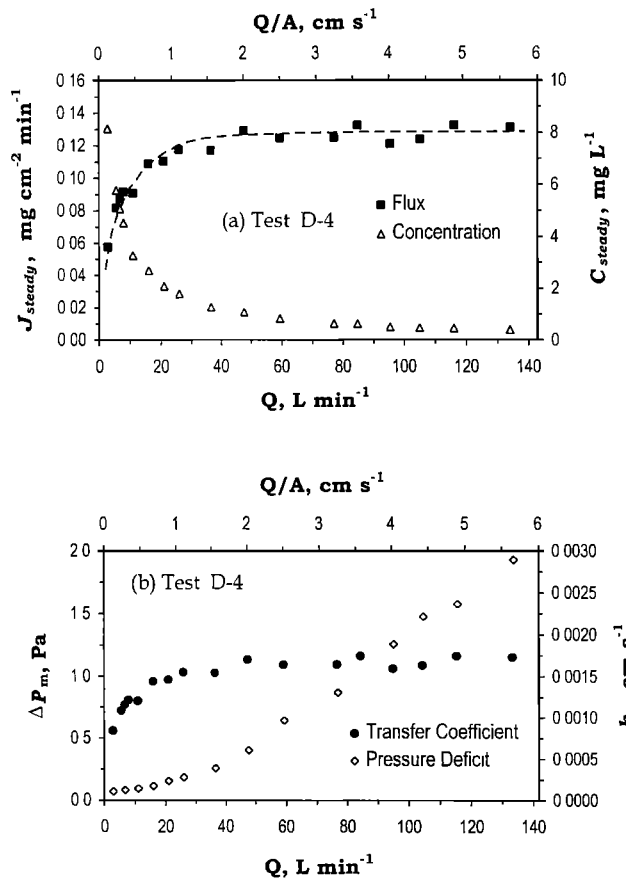 Q/A, cm s⁻¹
0 1 2 3 4 5 6
0 16
0.14
0.12
0.10
0 08
0 06
0 04
0 02
0 00
J steady, mg cm⁻² min⁻¹
10
8
6
4
2
0
C steady, mg L⁻¹
(a) Test D-4
Flux
Concentration
0 20 40 60 80 100 120 140
Q, L min⁻¹
Q/A, cm s⁻¹
0 1 2 3 4 5 6
2.0
1.5
1.0
0 5
0 0
ΔPm, Pa
0 0030
0 0025
0 0020
0 0015
0 0010
0 0005
0 0000
cm s⁻¹
(b) Test D-4
Transfer Coefficient
Pressure Deficit
0 20 40 60 80 100 120 140
Q, L min⁻¹